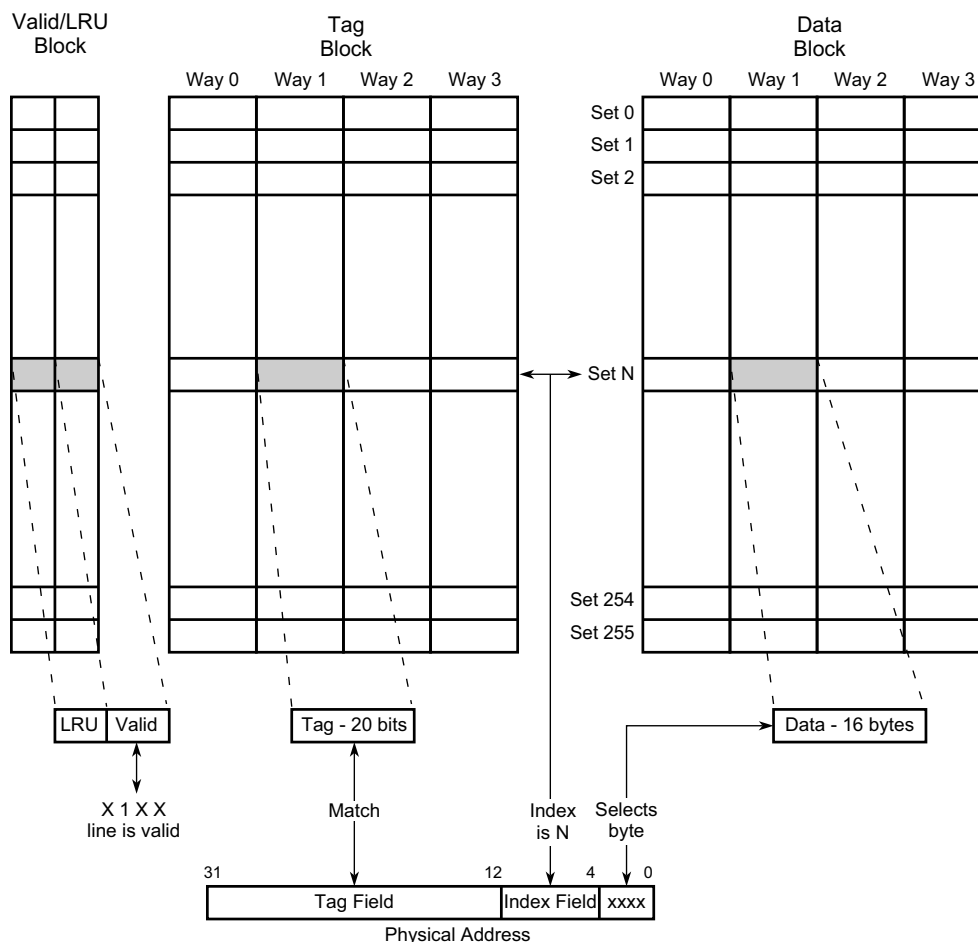 Valid/LRU
Block
Tag
Block
Data
Block
Way 0 Way 1 Way 2 Way 3
Way 0 Way 1 Way 2 Way 3
Set 0
Set 1
Set 2
Set N
Set 254
Set 255
LRU Valid
Tag - 20 bits
Data - 16 bytes
X 1 X X
line is valid
Match
Index
is N
Selects
byte
31 12 4 0
Tag Field Index Field xxxx
Physical Address